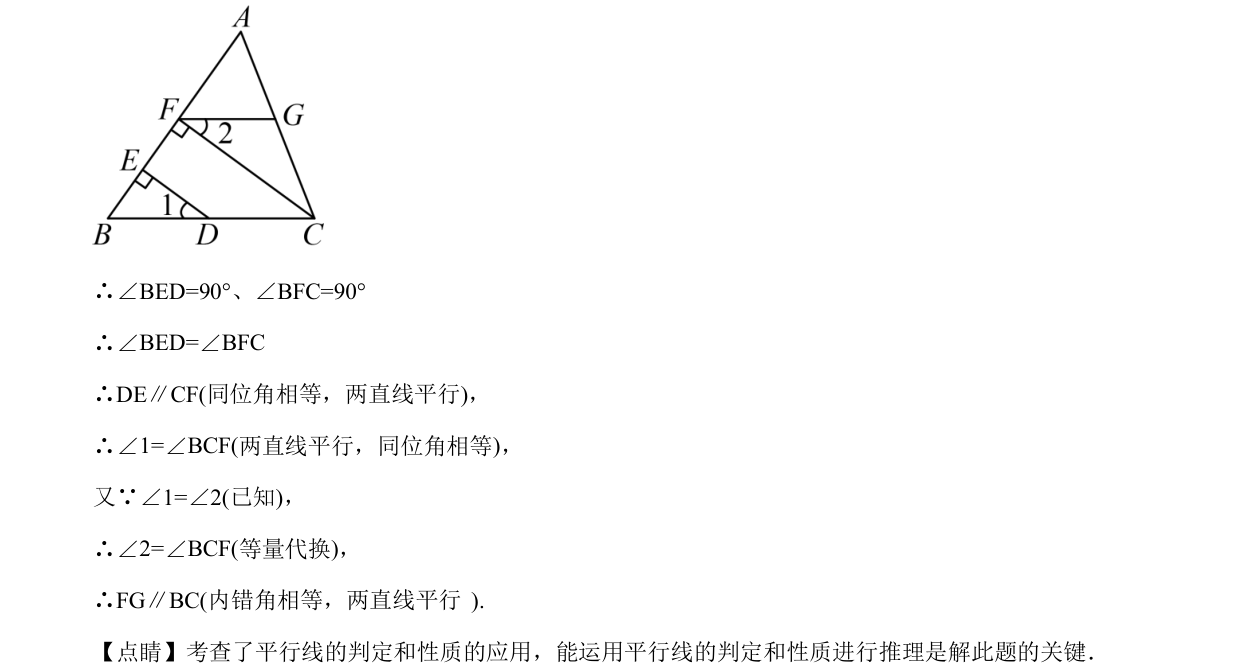 A
F
G
2
E
1
B
D
C
∴∠BED=90°、∠BFC=90°
∴∠BED=∠BFC
∴DE∥CF(同位角相等，两直线平行)，
∴∠1=∠BCF(两直线平行，同位角相等)，
又∵∠1=∠2(已知)，
∴∠2=∠BCF(等量代换)，
∴FG∥BC(内错角相等，两直线平行 ).
【点睛】考查了平行线的判定和性质的应用，能运用平行线的判定和性质进行推理是解此题的关键．